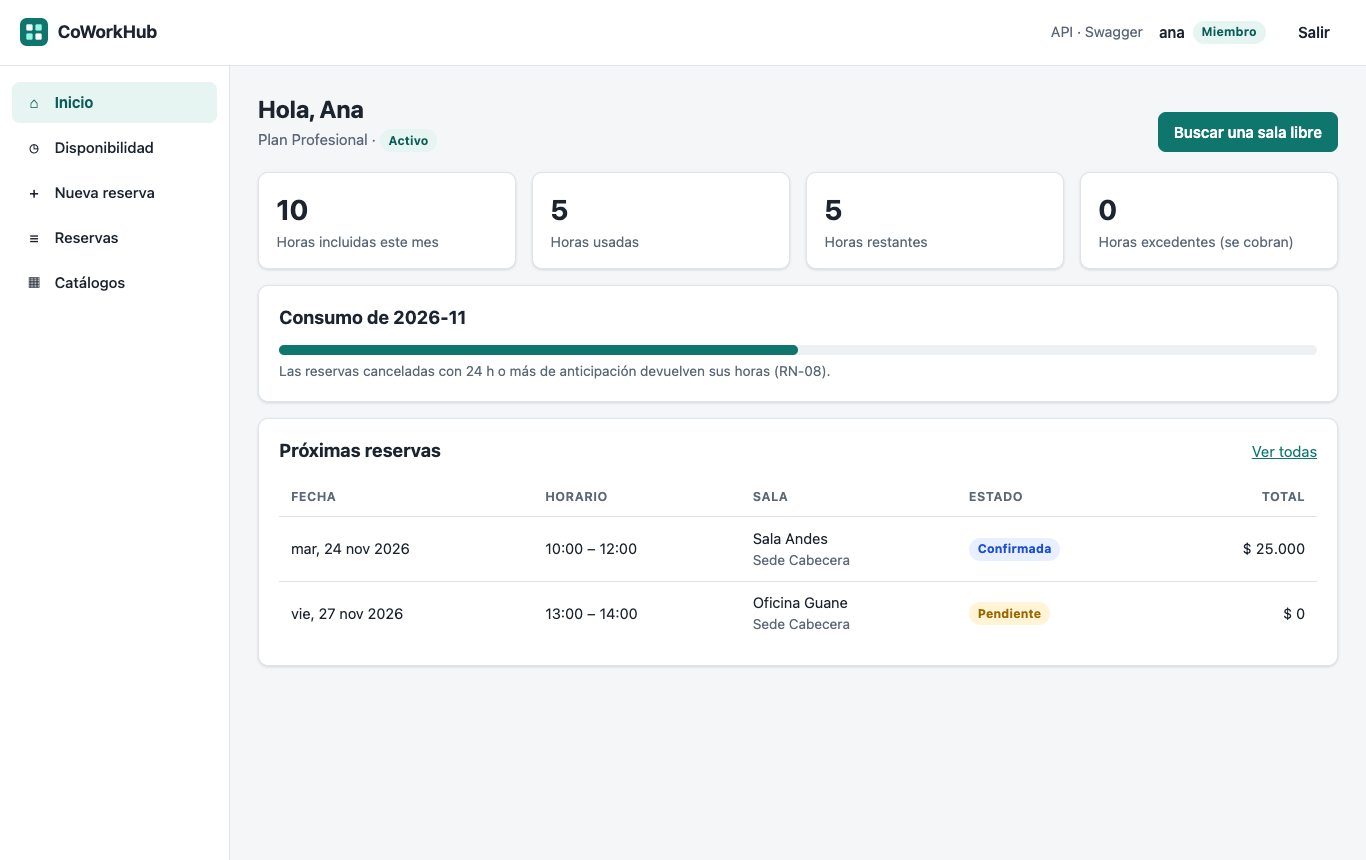 CoWorkHub
API · Swagger
ana
Miembro
Salir
Inicio
Disponibilidad
Nueva reserva
Reservas
Catálogos
Hola, Ana
Plan Profesional · Activo
Buscar una sala libre
10
Horas incluidas este mes
5
Horas usadas
5
Horas restantes
0
Horas excedentes (se cobran)
Consumo de 2026-11
Las reservas canceladas con 24 h o más de anticipación devuelven sus horas (RN-08).
Próximas reservas
Ver todas
FECHA HORARIO SALA ESTADO TOTAL
mar, 24 nov 2026 10:00 – 12:00 Sala Andes Confirmada $ 25.000
Sede Cabecera
vie, 27 nov 2026 13:00 – 14:00 Oficina Guane Pendiente $ 0
Sede Cabecera